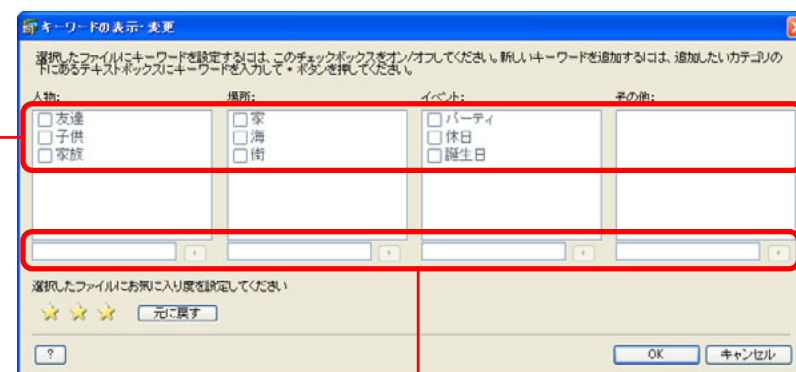 キーワードの表示・変更
選択したファイルにキーワードを設定するには、このチェックボックスをオン/オフしてください。新しいキーワードを追加するには、追加したいカテゴリの
下にあるテキストボックスにキーワードを入力して + ボタンを押してください。
人物: 場所: イベント: その他:
友達 家 パーティ
子供 海 休日
家族 街 誕生日
+ + + +
選択したファイルにお気に入り度を設定してください
元に戻す
? OK キャンセル